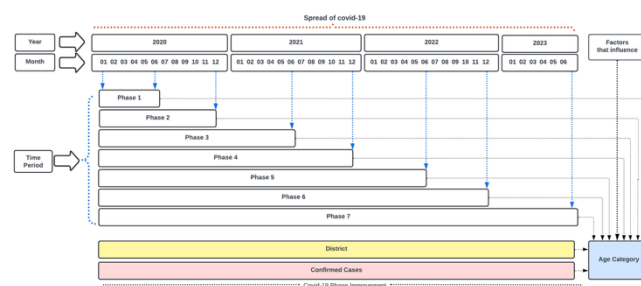 Spread of covid-19
Year
2020
2021
2022
2023
Factors
that influence
Month
01 02 03 04 05 06 07 08 09 10 11 12
01 02 03 04 05 06 07 08 09 10 11 12
01 02 03 04 05 06 07 08 09 10 11 12
01 02 03 04 05 06
Phase 1
Phase 2
Phase 3
Phase 4
Time
Period
Phase 5
Phase 6
Phase 7
District
Age Category
Confirmed Cases
Covid-19 Phase Improvement